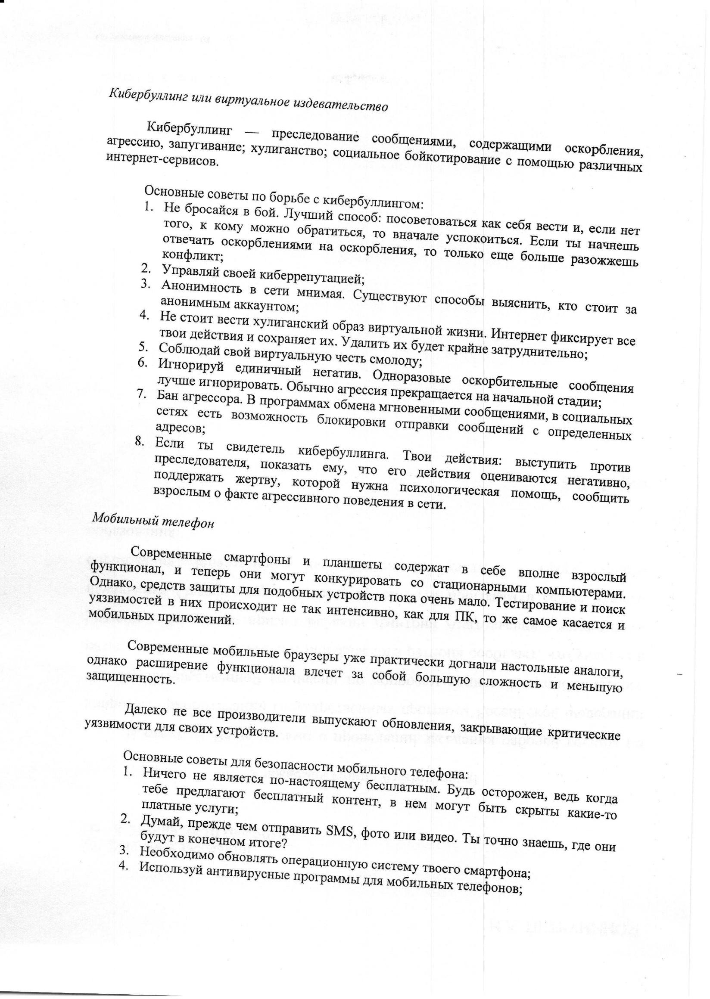 Кибербуллинг или виртуальное издевательство
Кибербуллинг — преследование сообщениями, содержащими оскорбления,
агрессию, запугивание; хулиганство; социальное бойкотирование с помощью различных
интернет-сервисов.
Основные советы по борьбе с кибербуллингом:
1. Не бросайся в бой. Лучший способ: посоветоваться как себя вести и, если нет
того, к кому можно обратиться, то вначале успокоиться. Если ты начнешь
отвечать оскорблениями на оскорбления, то только еще больше разожжешь
конфликт;
2. Управляй своей киберрепутацией;
3. Анонимность в сети мнимая. Существуют способы выяснить, кто стоит за
анонимным аккаунтом;
4. Не стоит вести хулиганский образ виртуальной жизни. Интернет фиксирует все
твои действия и сохраняет их. Удалить их будет крайне затруднительно;
5. Соблюдай свой виртуальную честь смолоду;
6. Игнорируй единичный негатив. Одноразовые оскорбительные сообщения
лучше игнорировать. Обычно агрессия прекращается на начальной стадии;
7. Бан агрессора. В программах обмена мгновенными сообщениями, в социальных
сетях есть возможность блокировки отправки сообщений с определенных
адресов;
8. Если ты свидетель кибербуллинга. Твои действия: выступить против
преследователя, показать ему, что его действия оцениваются негативно,
поддержать жертву, которой нужна психологическая помощь, сообщить
взрослым о факте агрессивного поведения в сети.
Мобильный телефон
Современные смартфоны и планшеты содержат в себе вполне взрослый
функционал, и теперь они могут конкурировать со стационарными компьютерами.
Однако, средств защиты для подобных устройств пока очень мало. Тестирование и поиск
уязвимостей в них происходит не так интенсивно, как для ПК, то же самое касается и
мобильных приложений.
Современные мобильные браузеры уже практически догнали настольные аналоги,
однако расширение функционала влечет за собой большую сложность и меньшую
защищенность.
Далеко не все производители выпускают обновления, закрывающие критические
уязвимости для своих устройств.
Основные советы для безопасности мобильного телефона:
1. Ничего не является по-настоящему бесплатным. Будь осторожен, ведь когда
тебе предлагают бесплатный контент, в нем могут быть скрыты какие-то
платные услуги;
2. Думай, прежде чем отправить SMS, фото или видео. Ты точно знаешь, где они
будут в конечном итоге?
3. Необходимо обновлять операционную систему твоего смартфона;
4. Используй антивирусные программы для мобильных телефонов;